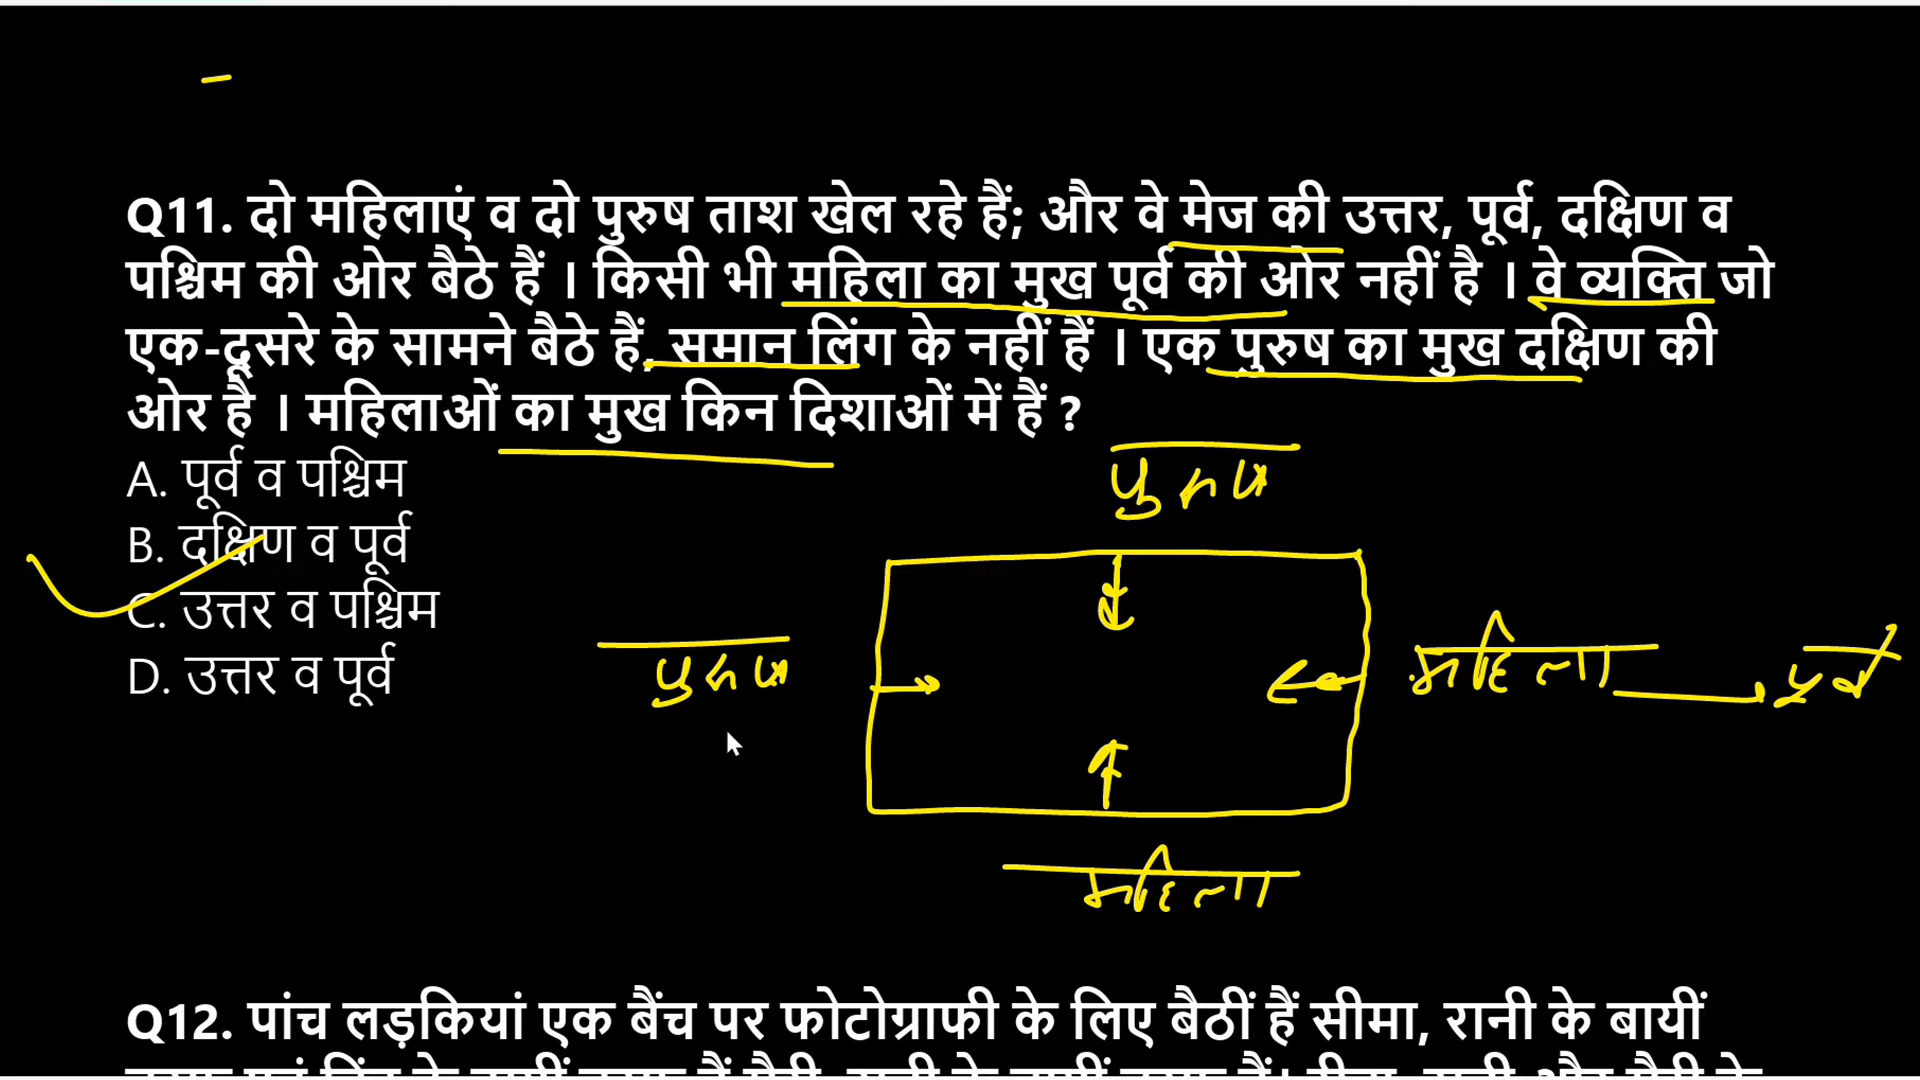 Q11. दो महिलाएं व दो पुरुष ताश खेल रहे हैं; और वे मेज की उत्तर, पूर्व, दक्षिण व
पश्चिम की ओर बैठे हैं । किसी भी महिला का मुख पूर्व की ओर नहीं है । वे व्यक्ति जो
एक-दूसरे के सामने बैठे हैं, समान लिंग के नहीं हैं । एक पुरुष का मुख दक्षिण की
ओर है । महिलाओं का मुख किन दिशाओं में हैं ?
A. पूर्व व पश्चिम
B. दक्षिण व पूर्व
C. उत्तर व पश्चिम
D. उत्तर व पूर्व
पुरुष
पुरुष
महिला
पूर्व
महिला
Q12. पांच लड़कियां एक बैंच पर फोटोग्राफी के लिए बैठीं हैं सीमा, रानी के बायीं